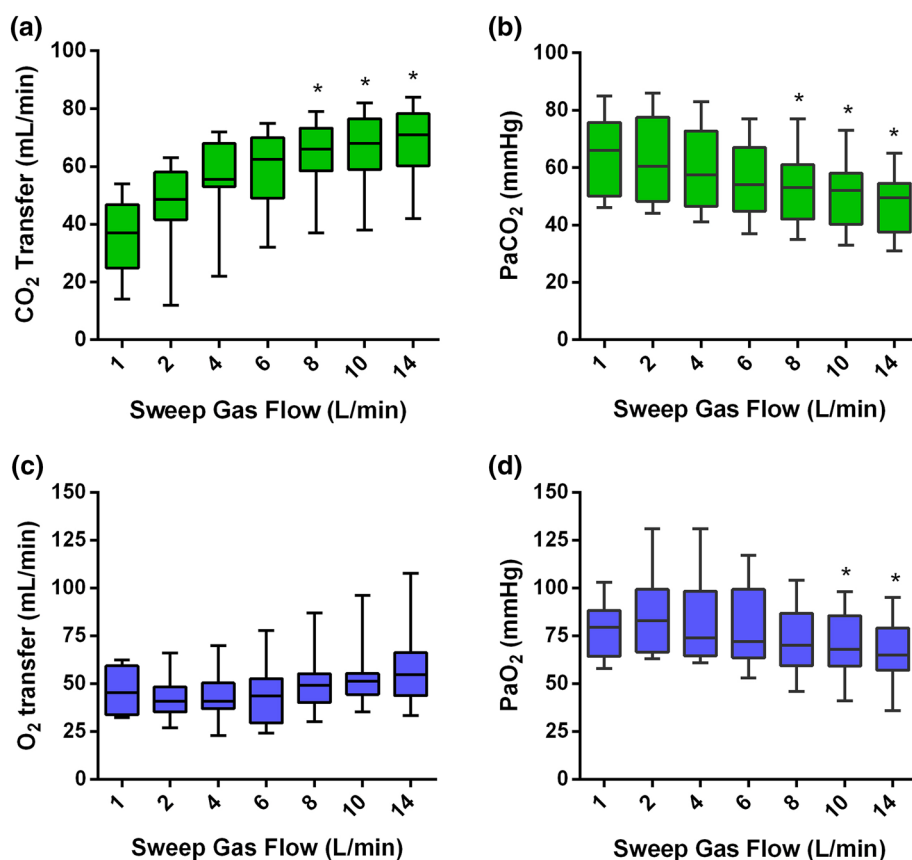 (a)
CO₂ Transfer (mL/min)
100
80
60
40
20
0
* * *
1 2 4 6 8 10 14
Sweep Gas Flow (L/min)
(b)
PaCO₂ (mmHg)
100
80
60
40
20
0
* * *
1 2 4 6 8 10 14
Sweep Gas Flow (L/min)
(c)
O₂ transfer (mL/min)
150
125
100
75
50
25
0
1 2 4 6 8 10 14
Sweep Gas Flow (L/min)
(d)
PaO₂ (mmHg)
150
125
100
75
50
25
0
* *
1 2 4 6 8 10 14
Sweep Gas Flow (L/min)